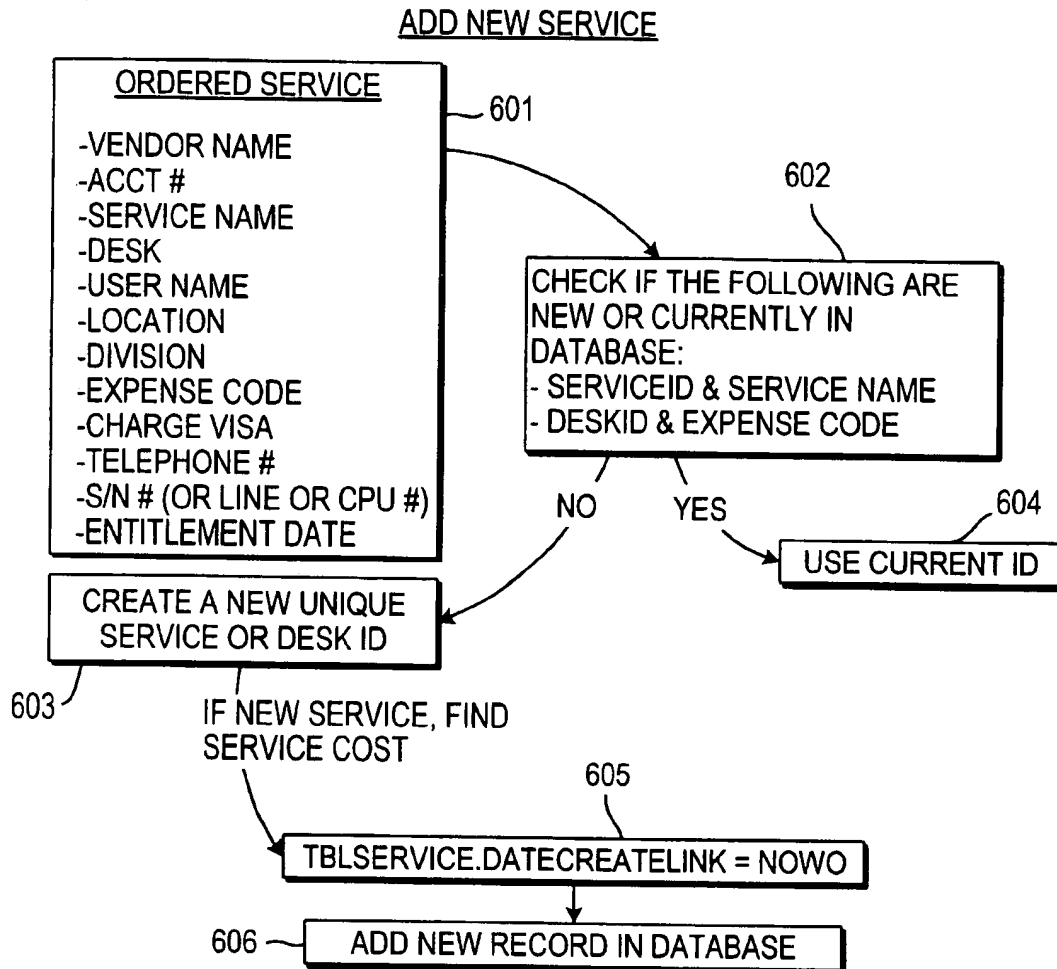 ADD NEW SERVICE
ORDERED SERVICE
-VENDOR NAME
-ACCT #
-SERVICE NAME
-DESK
-USER NAME
-LOCATION
-DIVISION
-EXPENSE CODE
-CHARGE VISA
-TELEPHONE #
-S/N # (OR LINE OR CPU #)
-ENTITLEMENT DATE
601
602
CHECK IF THE FOLLOWING ARE
NEW OR CURRENTLY IN
DATABASE:
- SERVICEID & SERVICE NAME
- DESKID & EXPENSE CODE
NO
YES
604
USE CURRENT ID
CREATE A NEW UNIQUE
SERVICE OR DESK ID
603
IF NEW SERVICE, FIND
SERVICE COST
605
TBLSERVICE.DATECREATELINK = NOWO
606
ADD NEW RECORD IN DATABASE